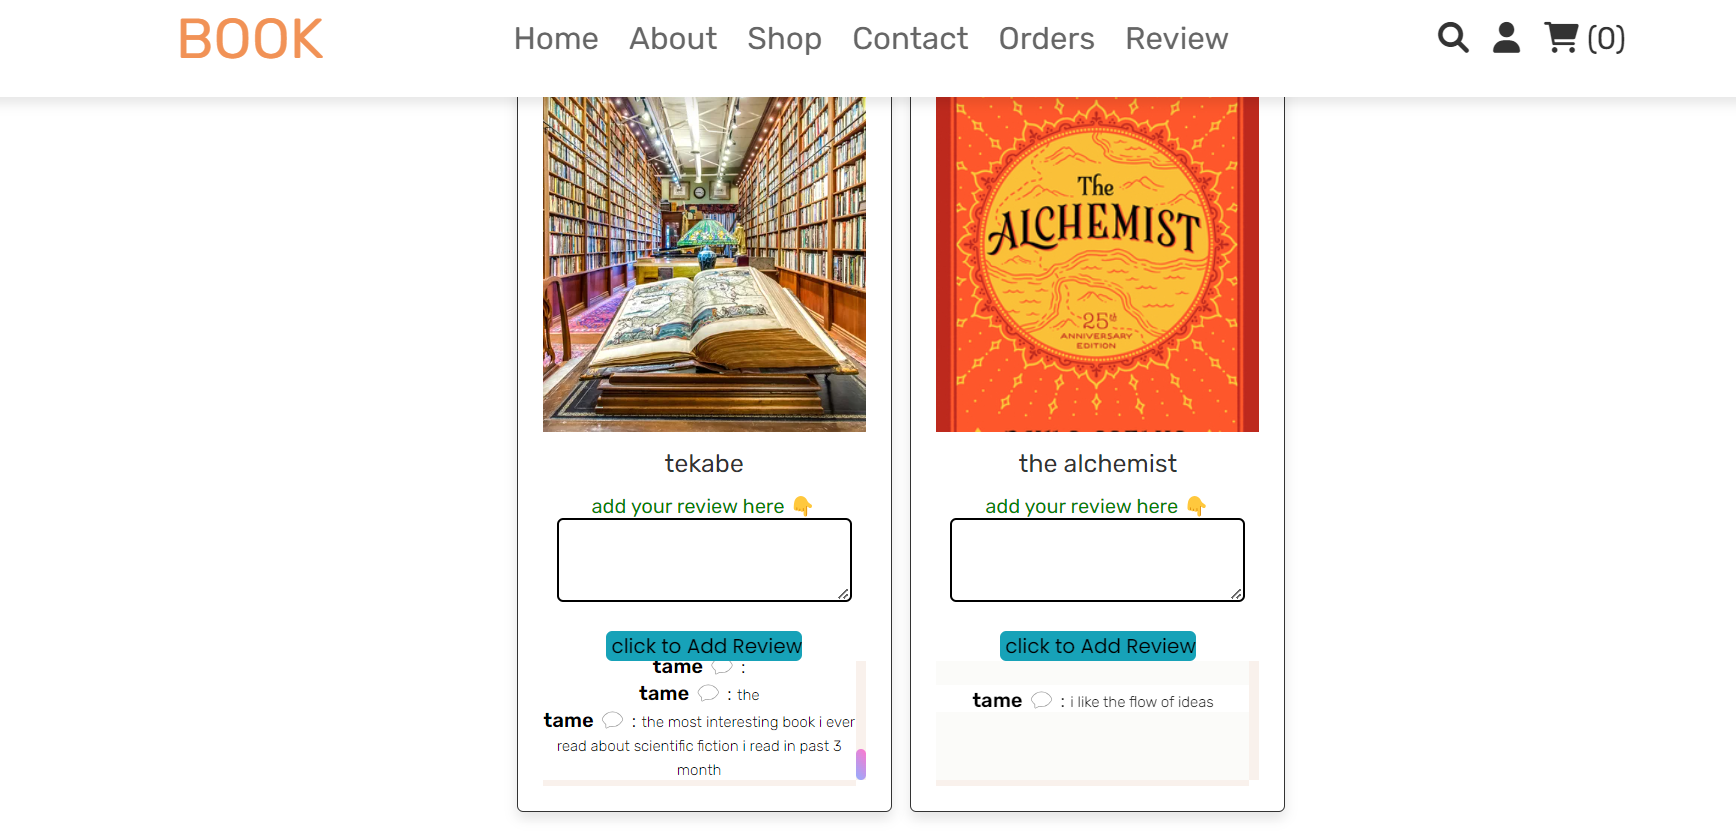 BOOK
Home About Shop Contact Orders Review
(0)
The
ALCHEMIST
25th
ANNIVERSARY
EDITION
tekabe
add your review here 👇
click to Add Review
tame 💬 :
tame 💬 : the
tame 💬 : the most interesting book i ever
read about scientific fiction i read in past 3
month
the alchemist
add your review here 👇
click to Add Review
tame 💬 : i like the flow of ideas